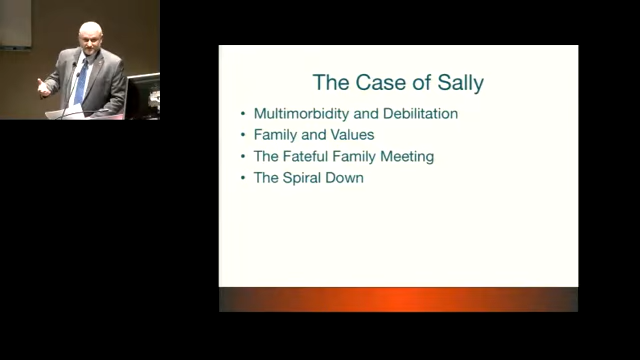 The Case of Sally
• Multimorbidity and Debilitation
• Family and Values
• The Fateful Family Meeting
• The Spiral Down